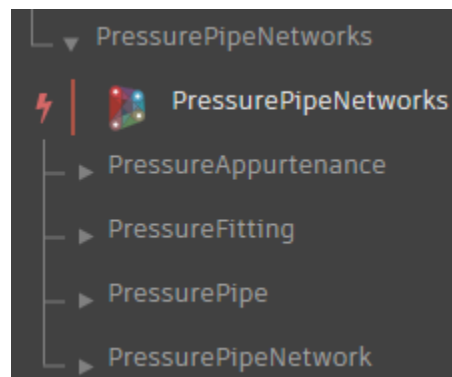 PressurePipeNetworks
PressurePipeNetworks
PressureAppurtenance
PressureFitting
PressurePipe
PressurePipeNetwork